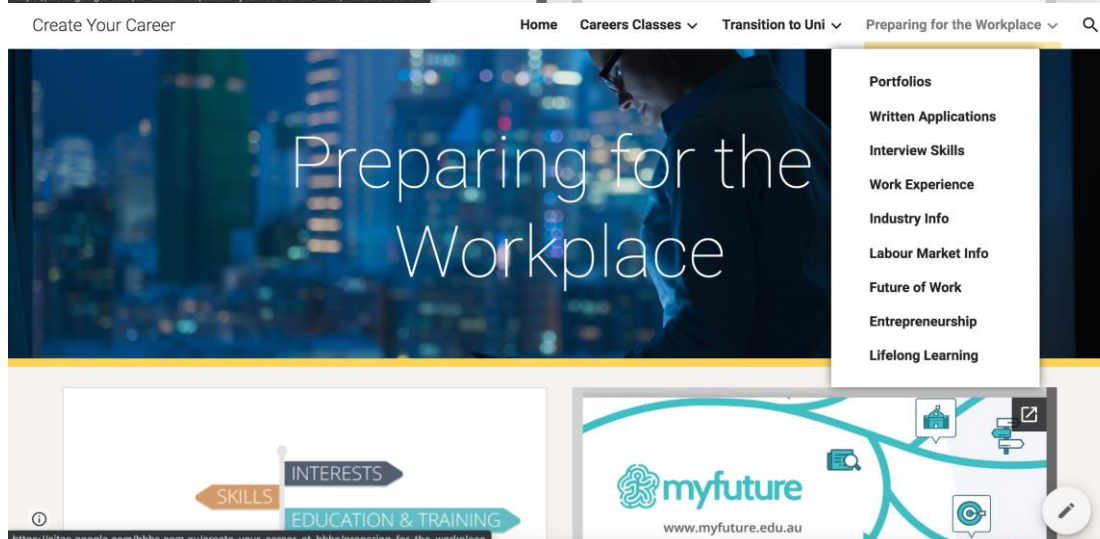 Create Your Career
Home Careers Classes Transition to Uni Preparing for the Workplace
Portfolios
Written Applications
Interview Skills
Work Experience
Industry Info
Labour Market Info
Future of Work
Entrepreneurship
Lifelong Learning
Preparing for the
Workplace
INTERESTS
SKILLS
EDUCATION & TRAINING
myfuture
www.myfuture.edu.au